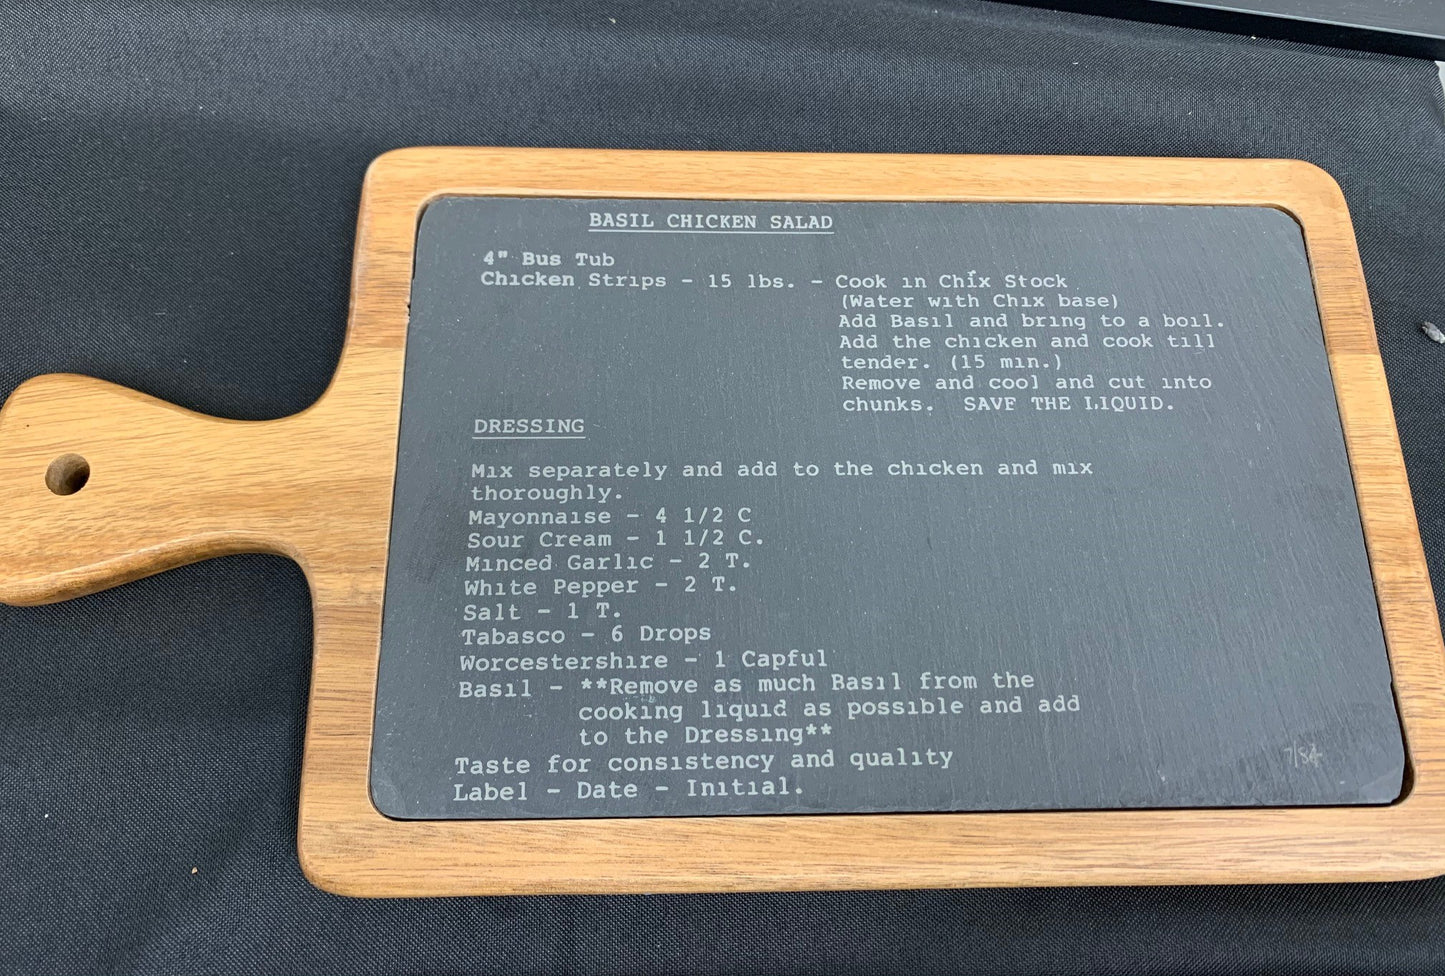 BASIL CHICKEN SALAD
4" Bus Tub
Chicken Strips - 15 lbs. - Cook in Chix Stock
(Water with Chix base)
Add Basil and bring to a boil.
Add the chicken and cook till
tender. (15 min.)
Remove and cool and cut into
chunks. SAVE THE LIQUID.
DRESSING
Mix separately and add to the chicken and mix
thoroughly.
Mayonnaise - 4 1/2 C
Sour Cream - 1 1/2 C.
Minced Garlic - 2 T.
White Pepper - 2 T.
Salt - 1 T.
Tabasco - 6 Drops
Worcestershire - 1 Capful
Basil - **Remove as much Basil from the
cooking liquid as possible and add
to the Dressing**
Taste for consistency and quality
Label - Date - Initial.
7/84